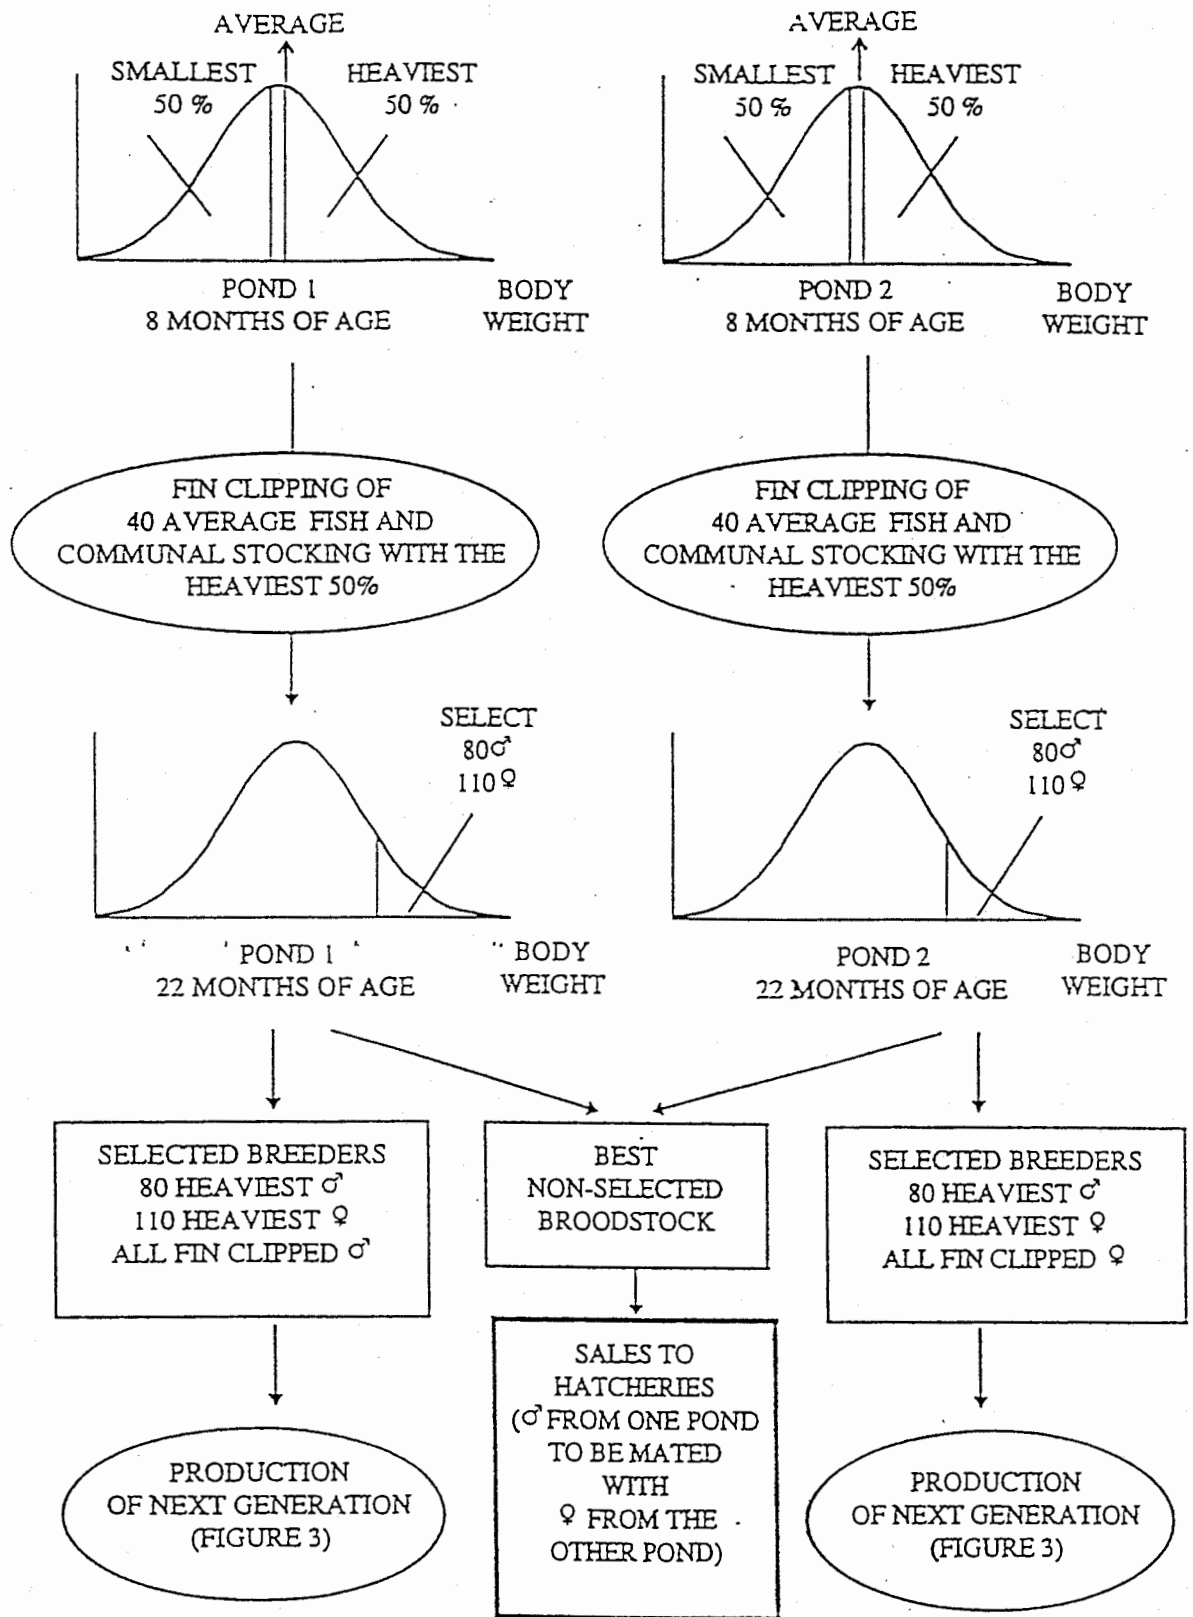 AVERAGE
SMALLEST
50 %
HEAVIEST
50 %
POND 1
8 MONTHS OF AGE
BODY
WEIGHT
AVERAGE
SMALLEST
50 %
HEAVIEST
50 %
POND 2
8 MONTHS OF AGE
BODY
WEIGHT
FIN CLIPPING OF
40 AVERAGE FISH AND
COMMUNAL STOCKING WITH THE
HEAVIEST 50%
FIN CLIPPING OF
40 AVERAGE FISH AND
COMMUNAL STOCKING WITH THE
HEAVIEST 50%
SELECT
80♂
110♀
POND 1
22 MONTHS OF AGE
BODY
WEIGHT
SELECT
80♂
110♀
POND 2
22 MONTHS OF AGE
BODY
WEIGHT
SELECTED BREEDERS
80 HEAVIEST ♂
110 HEAVIEST ♀
ALL FIN CLIPPED ♂
BEST
NON-SELECTED
BROODSTOCK
SELECTED BREEDERS
80 HEAVIEST ♂
110 HEAVIEST ♀
ALL FIN CLIPPED ♀
PRODUCTION
OF NEXT GENERATION
(FIGURE 3)
SALES TO
HATCHERIES
(♂ FROM ONE POND
TO BE MATED
WITH
♀ FROM THE
OTHER POND)
PRODUCTION
OF NEXT GENERATION
(FIGURE 3)